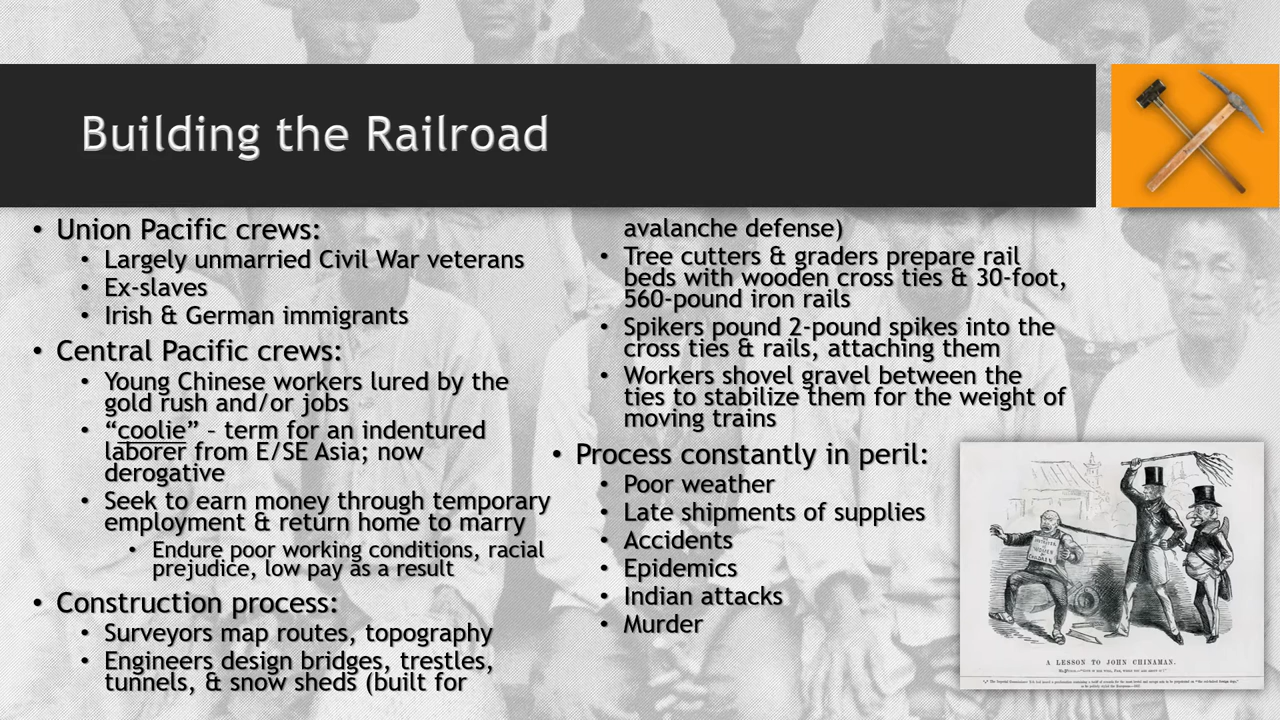 Building the Railroad
• Union Pacific crews:
• Largely unmarried Civil War veterans
• Ex-slaves
• Irish & German immigrants
• Central Pacific crews:
• Young Chinese workers lured by the
gold rush and/or jobs
• “coolie” – term for an indentured
laborer from E/SE Asia; now
derogative
• Seek to earn money through temporary
employment & return home to marry
• Endure poor working conditions, racial
prejudice, low pay as a result
• Construction process:
• Surveyors map routes, topography
• Engineers design bridges, trestles,
tunnels, & snow sheds (built for
avalanche defense)
• Tree cutters & graders prepare rail
beds with wooden cross ties & 30-foot,
560-pound iron rails
• Spikers pound 2-pound spikes into the
cross ties & rails, attaching them
• Workers shovel gravel between the
ties to stabilize them for the weight of
moving trains
• Process constantly in peril:
• Poor weather
• Late shipments of supplies
• Accidents
• Epidemics
• Indian attacks
• Murder
A LESSON TO JOHN CHINAMAN.